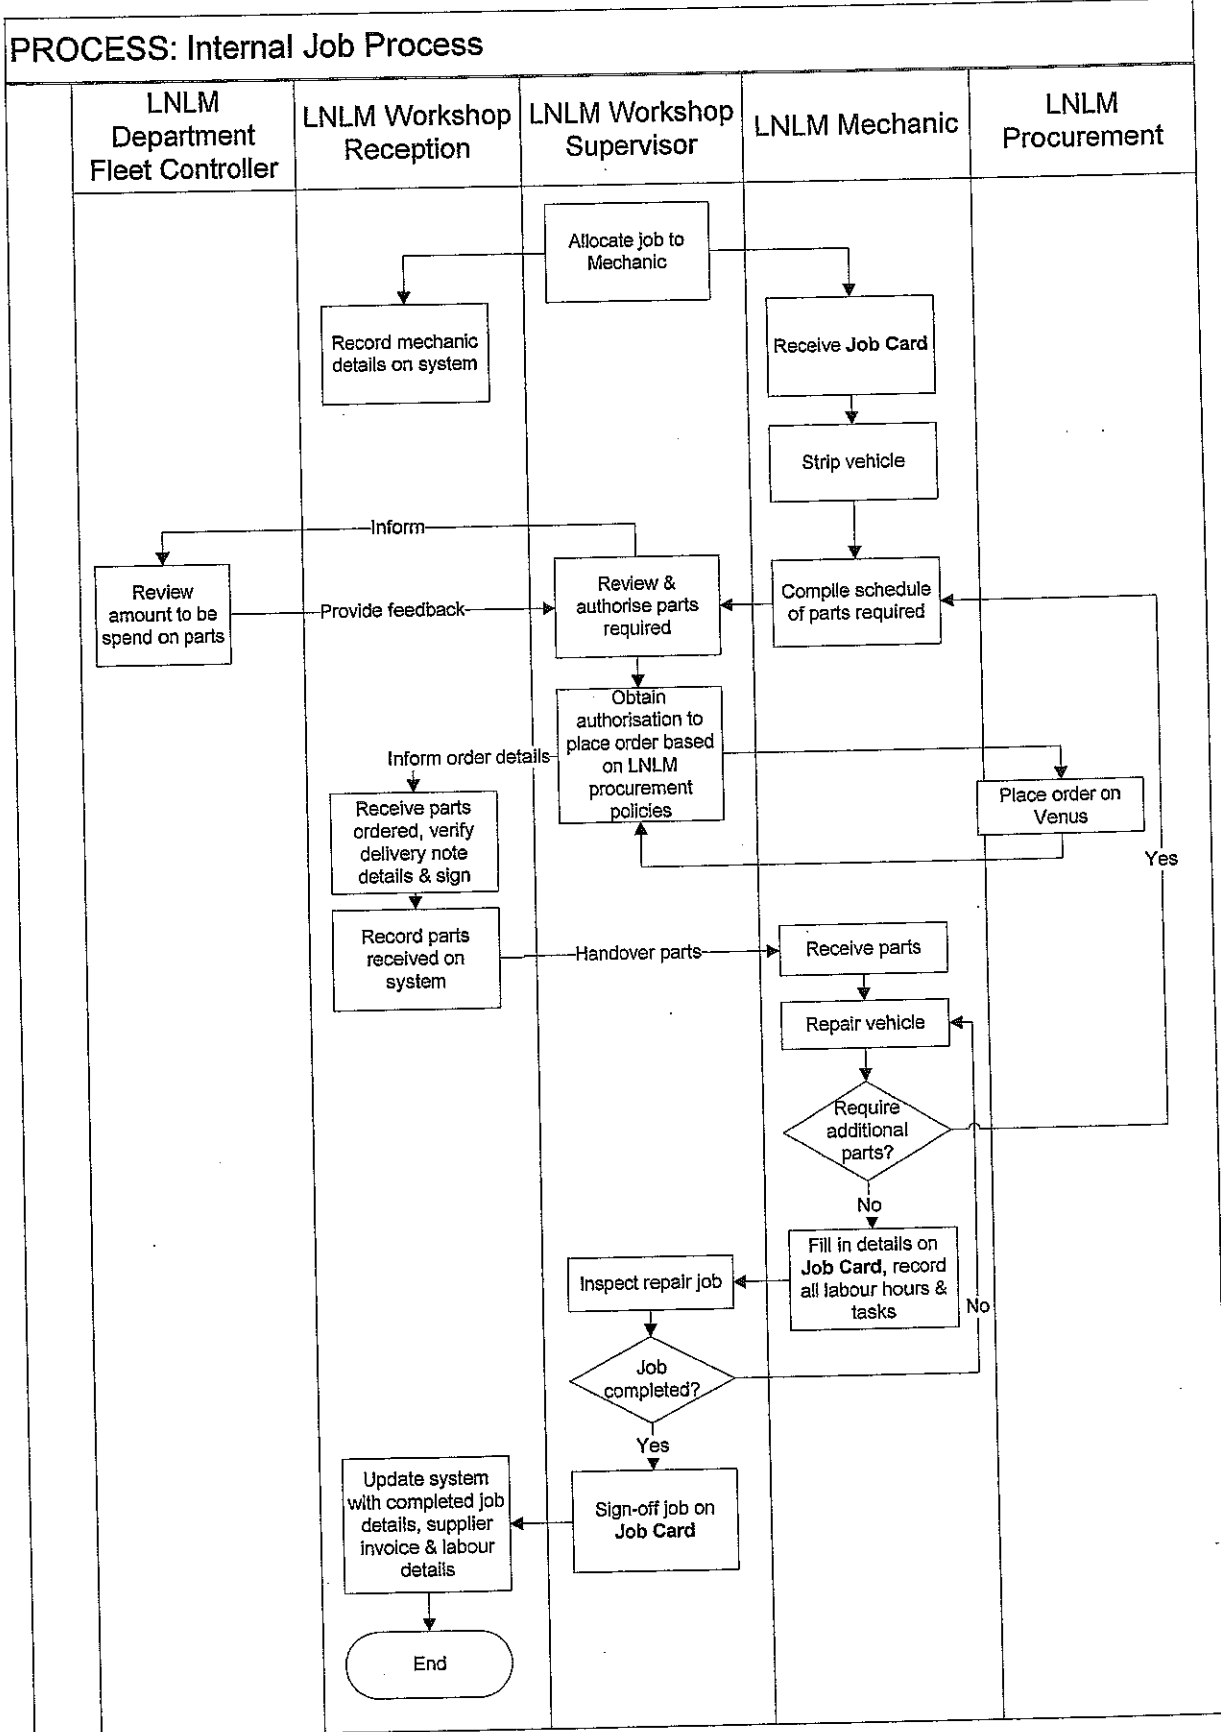 PROCESS: Internal Job Process
LNLM
Department
Fleet Controller
LNLM Workshop
Reception
LNLM Workshop
Supervisor
LNLM Mechanic
LNLM
Procurement
Allocate job to
Mechanic
Record mechanic
details on system
Receive Job Card
Strip vehicle
Inform
Review
amount to be
spend on parts
Provide feedback
Review &
authorise parts
required
Compile schedule
of parts required
Obtain
authorisation to
place order based
on LNLM
procurement
policies
Inform order details
Place order on
Venus
Receive parts
ordered, verify
delivery note
details & sign
Yes
Record parts
received on
system
Handover parts
Receive parts
Repair vehicle
Require
additional
parts?
No
Fill in details on
Job Card, record
all labour hours &
tasks
Inspect repair job
No
Job
completed?
Yes
Update system
with completed job
details, supplier
invoice & labour
details
Sign-off job on
Job Card
End